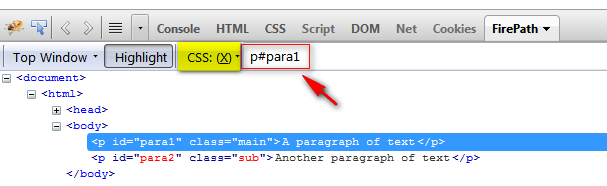 Console HTML CSS Script DOM Net Cookies FirePath
Top Window Highlight CSS: (X) p#para1
<document>
<html>
<head>
<body>
<p id="para1" class="main">A paragraph of text</p>
<p id="para2" class="sub">Another paragraph of text</p>
</body>